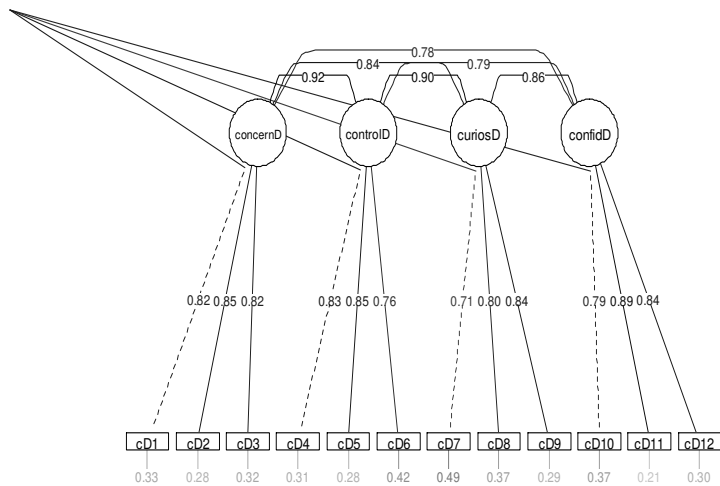 0.78
0.84 0.79
0.92 0.90 0.86
concernD controlD curiosD confidD
0.82 0.85 0.82 0.83 0.85 0.76 0.71 0.80 0.84 0.79 0.89 0.84
cD1 cD2 cD3 cD4 cD5 cD6 cD7 cD8 cD9 cD10 cD11 cD12
0.33 0.28 0.32 0.31 0.28 0.42 0.49 0.37 0.29 0.37 0.21 0.30